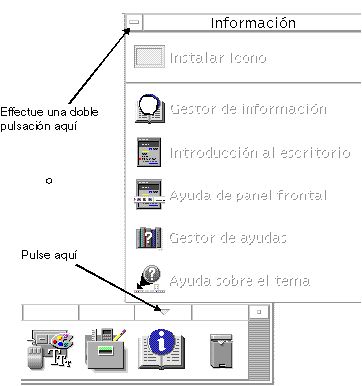 Información
Instalar Icono
Effectue una doble
pulsación aquí
Gestor de información
Introducción al escritorio
Ayuda de panel frontal
Gestor de ayudas
Pulse aquí
Ayuda sobre el tema